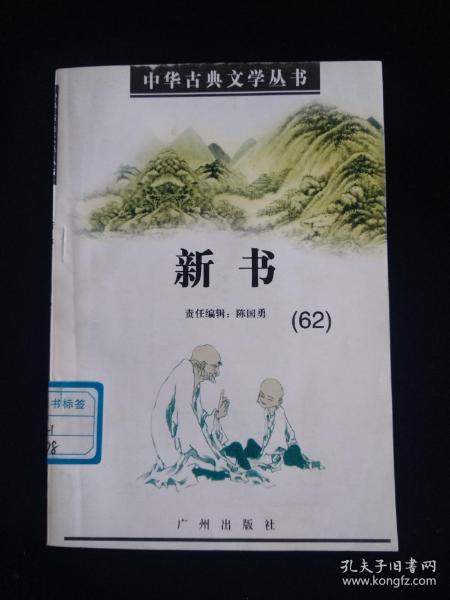 中华古典文学丛书
新书
责任编辑：陈国勇
(62)
书标签
广州出版社
孔夫子旧书网
www.kongfz.com